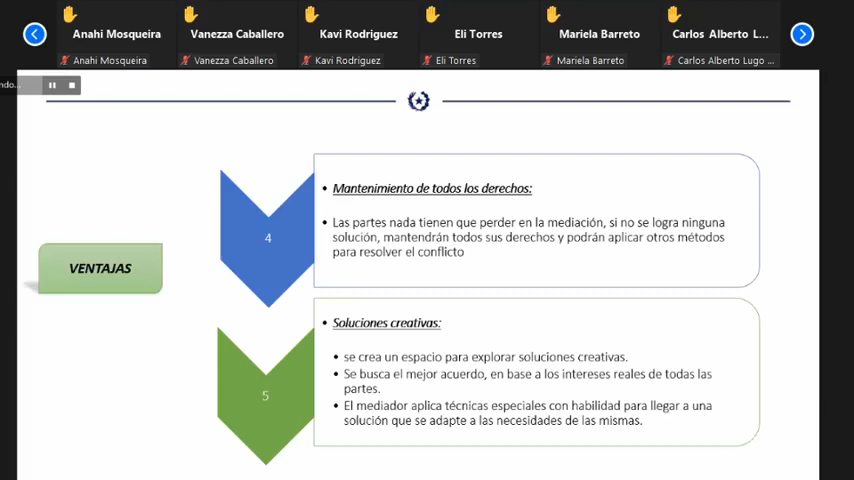 Anahi Mosqueira
Vanezza Caballero
Kavi Rodriguez
Eli Torres
Mariela Barreto
Carlos Alberto L...
Anahi Mosqueira
Vanezza Caballero
Kavi Rodriguez
Eli Torres
Mariela Barreto
Carlos Alberto Lugo ...
ndo...
VENTAJAS
4
• Mantenimiento de todos los derechos:
• Las partes nada tienen que perder en la mediación, si no se logra ninguna
solución, mantendrán todos sus derechos y podrán aplicar otros métodos
para resolver el conflicto
5
• Soluciones creativas:
• se crea un espacio para explorar soluciones creativas.
• Se busca el mejor acuerdo, en base a los intereses reales de todas las
partes.
• El mediador aplica técnicas especiales con habilidad para llegar a una
solución que se adapte a las necesidades de las mismas.